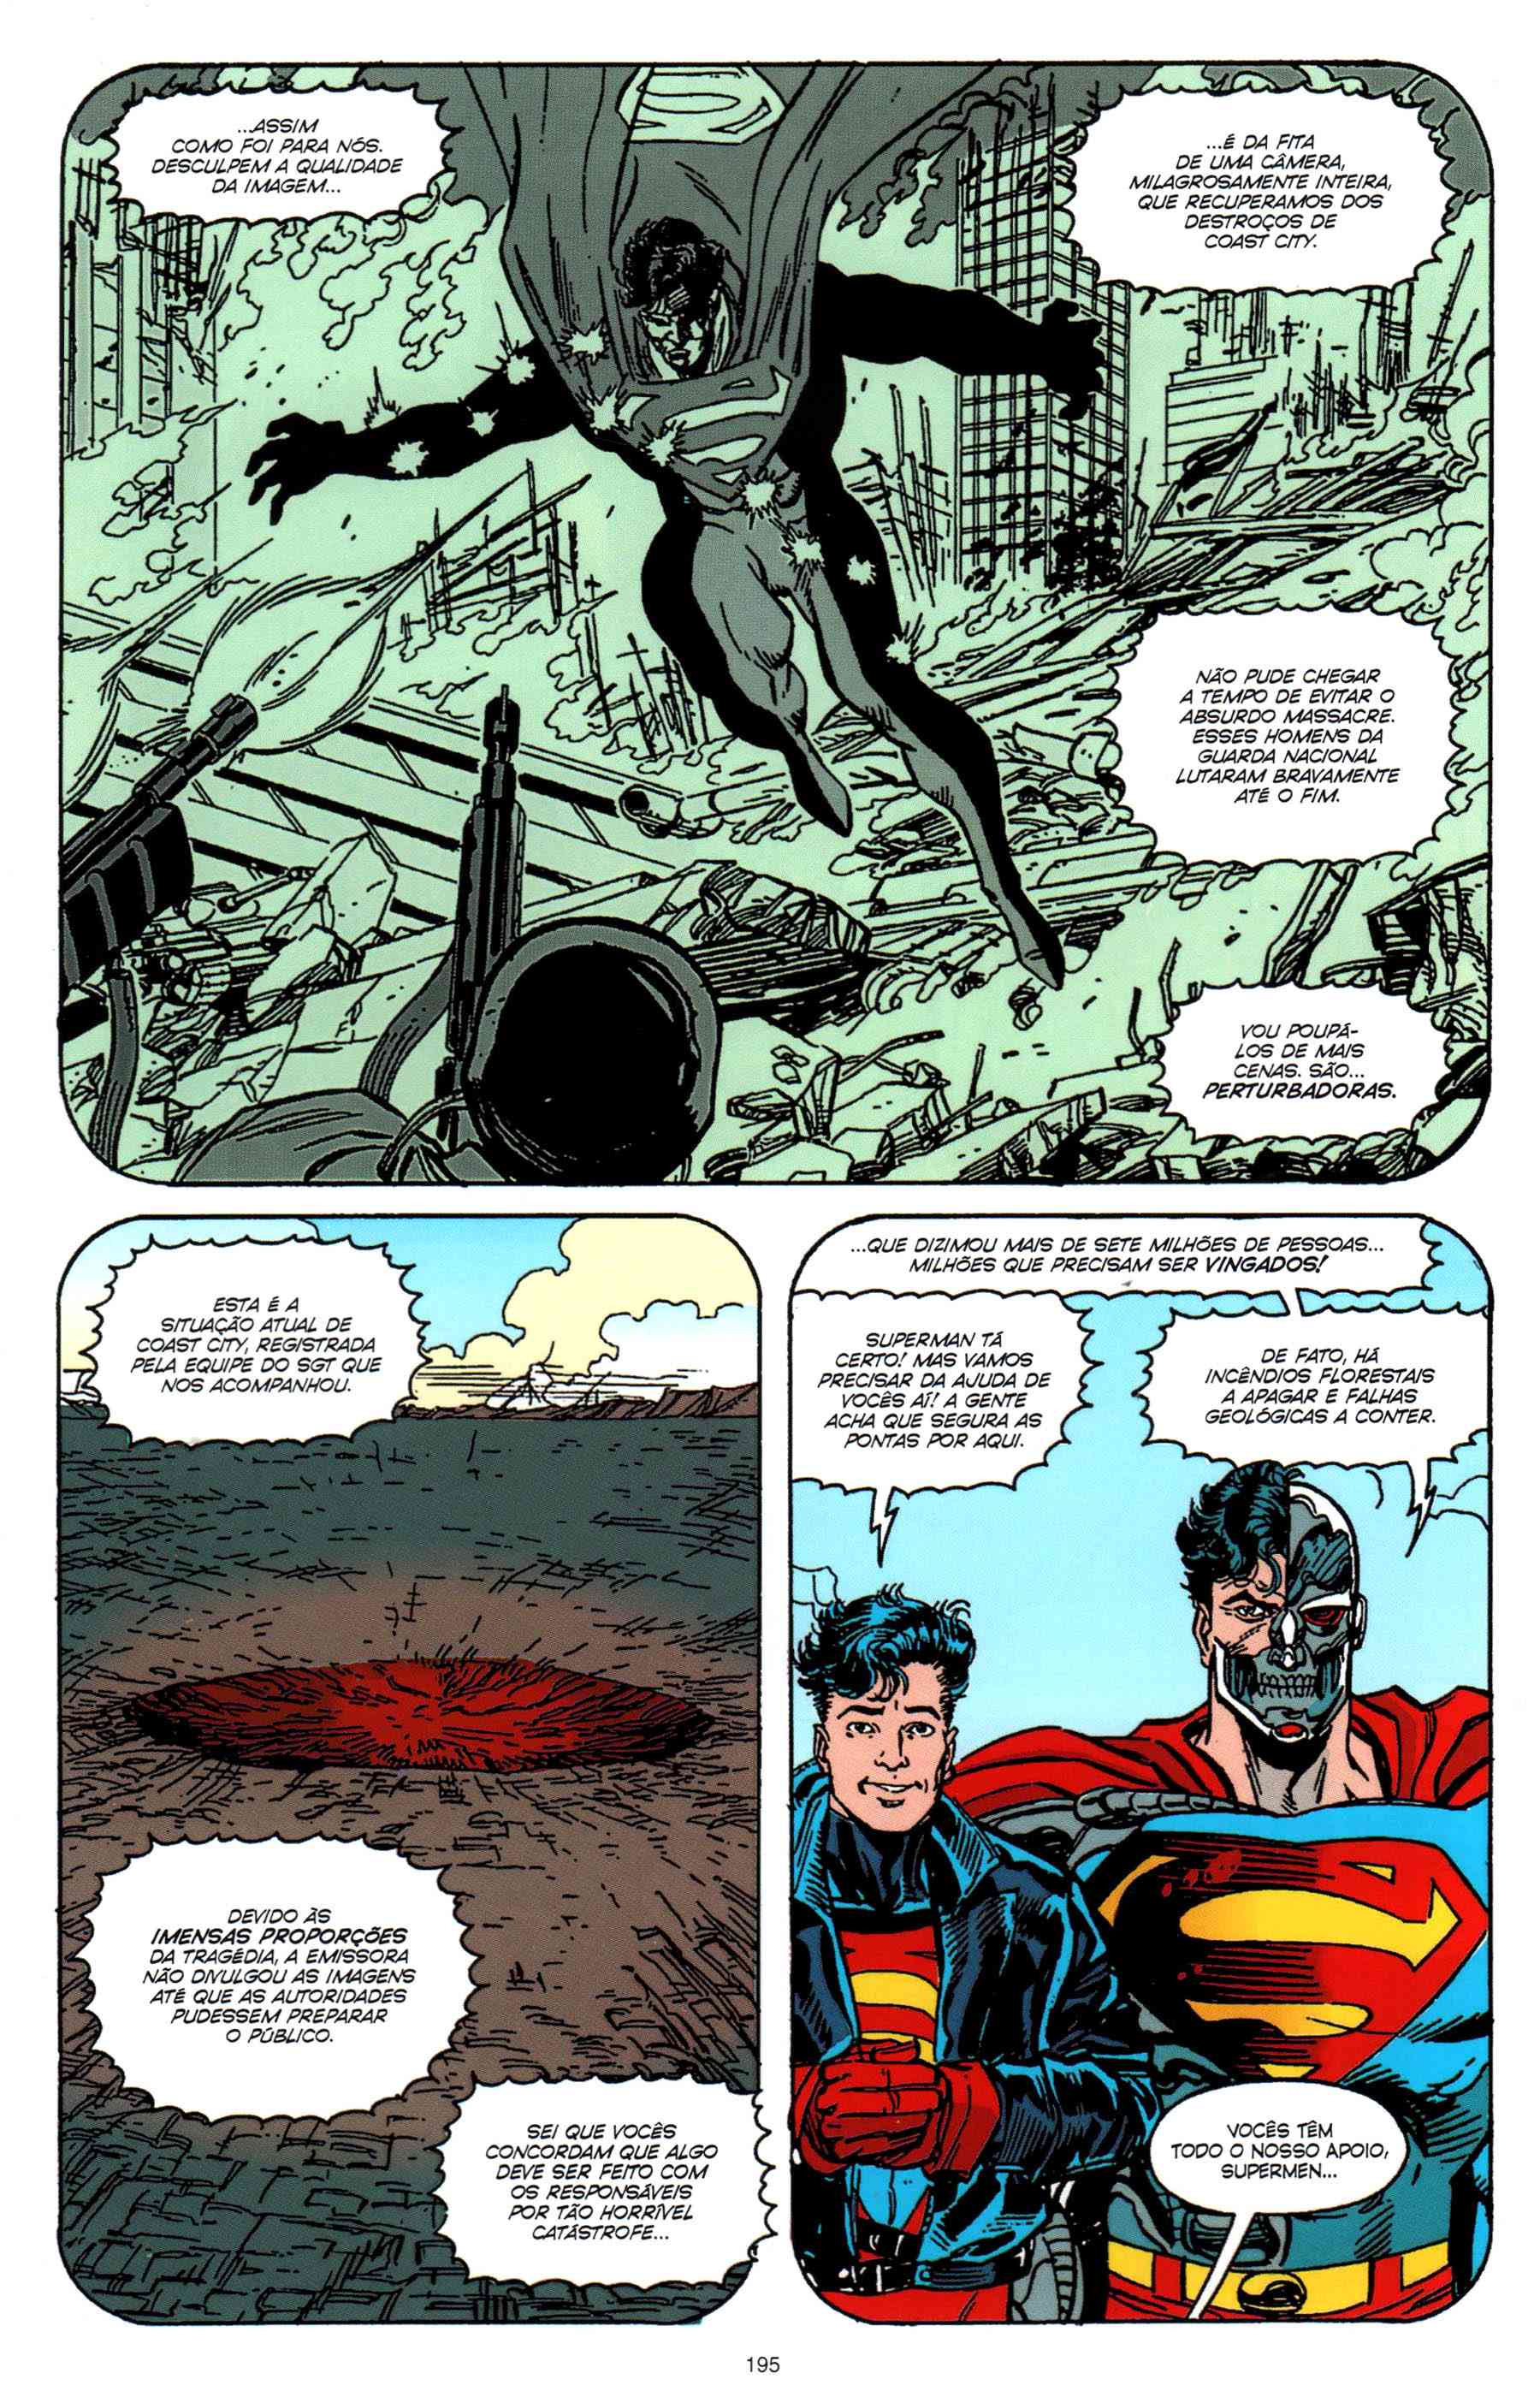 ...ASSIM
COMO FOI PARA NÓS.
DESCULPEM A QUALIDADE
DA IMAGEM...
...É DA FITA
DE UMA CÂMERA,
MILAGROSAMENTE INTEIRA,
QUE RECUPERAMOS DOS
DESTROÇOS DE
COAST CITY.
NÃO PUDE CHEGAR
A TEMPO DE EVITAR O
ABSURDO MASSACRE.
ESSES HOMENS DA
GUARDA NACIONAL
LUTARAM BRAVAMENTE
ATÉ O FIM.
VOU POUPÁ-
LOS DE MAIS
CENAS. SÃO...
PERTURBADORAS.
ESTA É A
SITUAÇÃO ATUAL DE
COAST CITY, REGISTRADA
PELA EQUIPE DO SGT QUE
NOS ACOMPANHOU.
DEVIDO ÀS
IMENSAS PROPORÇÕES
DA TRAGÉDIA, A EMISSORA
NÃO DIVULGOU AS IMAGENS
ATÉ QUE AS AUTORIDADES
PUDESSEM PREPARAR
O PÚBLICO.
SEI QUE VOCÊS
CONCORDAM QUE ALGO
DEVE SER FEITO COM
OS RESPONSÁVEIS
POR TÃO HORRÍVEL
CATÁSTROFE...
...QUE DIZIMOU MAIS DE SETE MILHÕES DE PESSOAS...
MILHÕES QUE PRECISAM SER VINGADOS!
SUPERMAN TÁ
CERTO! MAS VAMOS
PRECISAR DA AJUDA DE
VOCÊS AÍ! A GENTE
ACHA QUE SEGURA AS
PONTAS POR AQUI.
DE FATO, HÁ
INCÊNDIOS FLORESTAIS
A APAGAR E FALHAS
GEOLÓGICAS A CONTER.
VOCÊS TÊM
TODO O NOSSO APOIO,
SUPERMEN...
195